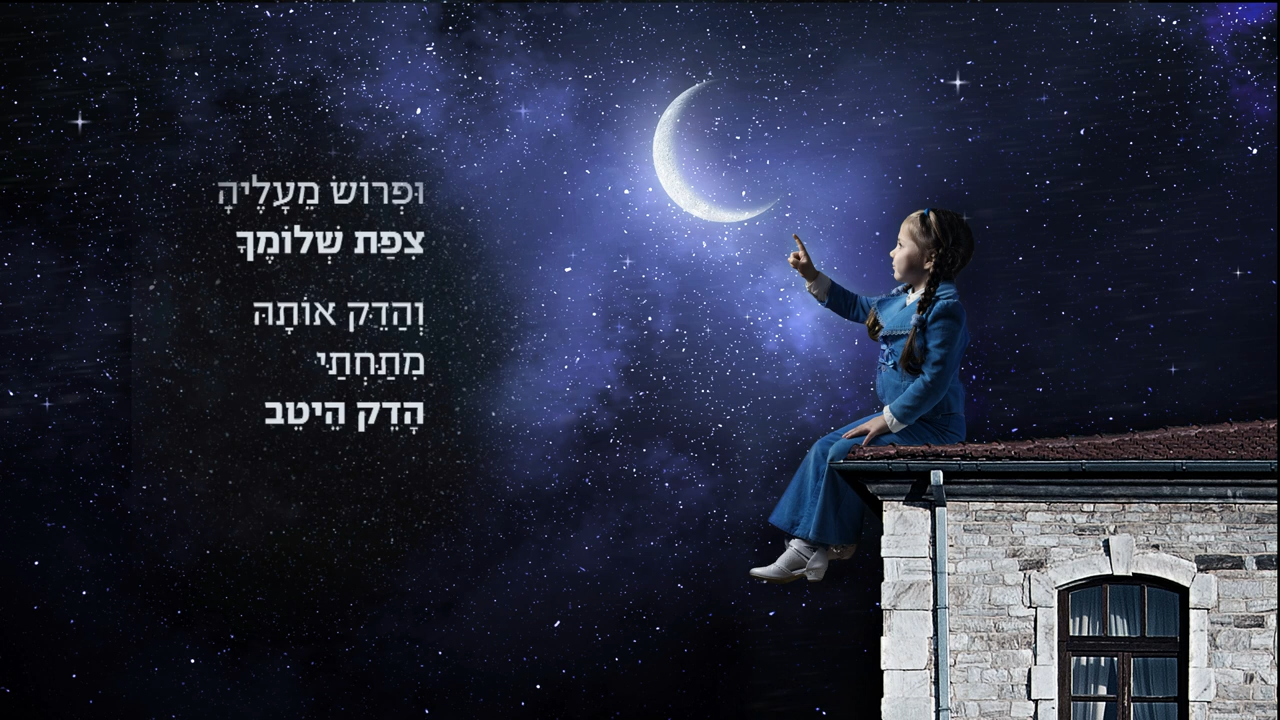 וּפְרוֹשׂ מֵעָלֶיהָ
צִפַּת שְׁלוֹמֶךָ
וְהַדֵּק אוֹתָהּ
מִתַּחְתַּי
הָדֵק הֵיטֵב